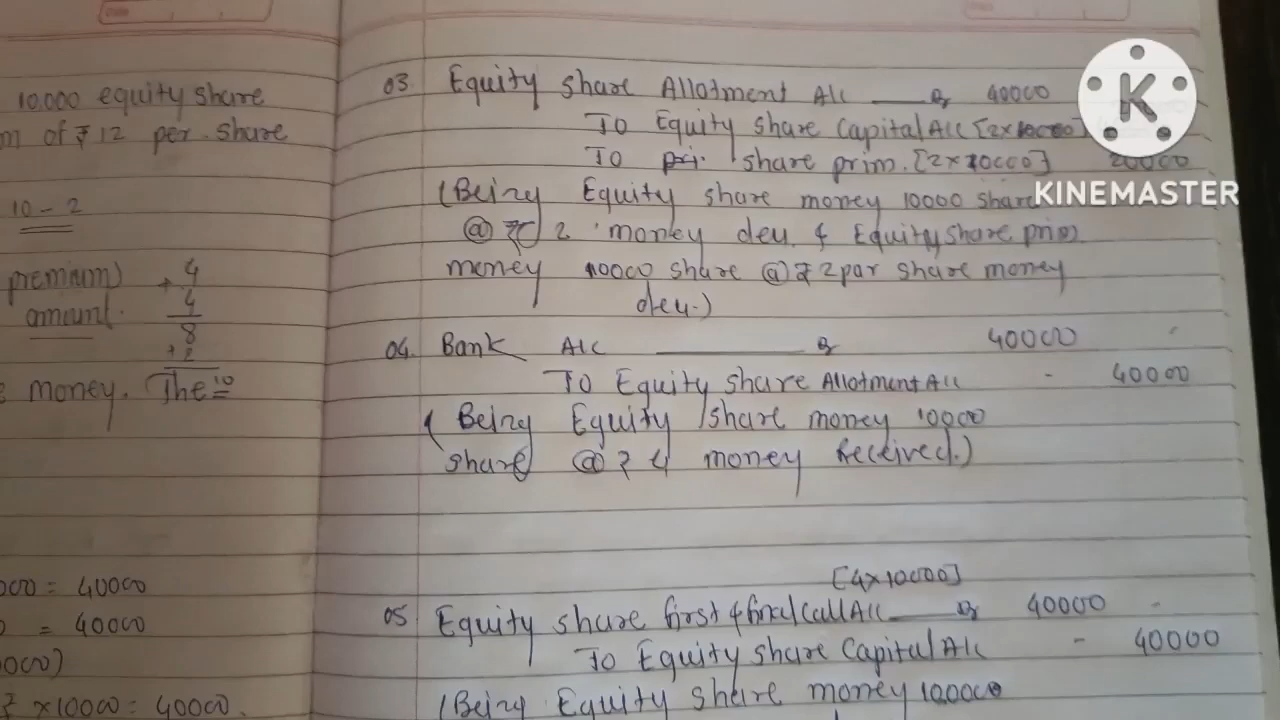 10,000 equity share
m of ₹12 per share
10-2
premium) + 4
amount. 4
8
+2
money. The 10
000 = 40000
= 40000
000)
₹ ×10000 = 40000.
03 Equity share Allotment A/c Dr 40000
To Equity share Capital A/c [2×10000]
To share prim. [2×10000] 20000
(Being Equity share money 10000 share
@ ₹ 2 money deu. & Equity share prim
money 10000 share @ ₹ 2 par share money
deu.)
04. Bank A/c Dr 40000
To Equity share Allotment A/c - 40000
(Being Equity share money 10000
share @ ₹ 4 money Received.)
[4×10000]
05 Equity share first & final call A/c Dr 40000
To Equity share Capital A/c - 40000
(Being Equity share money 10000
K
KINEMASTER